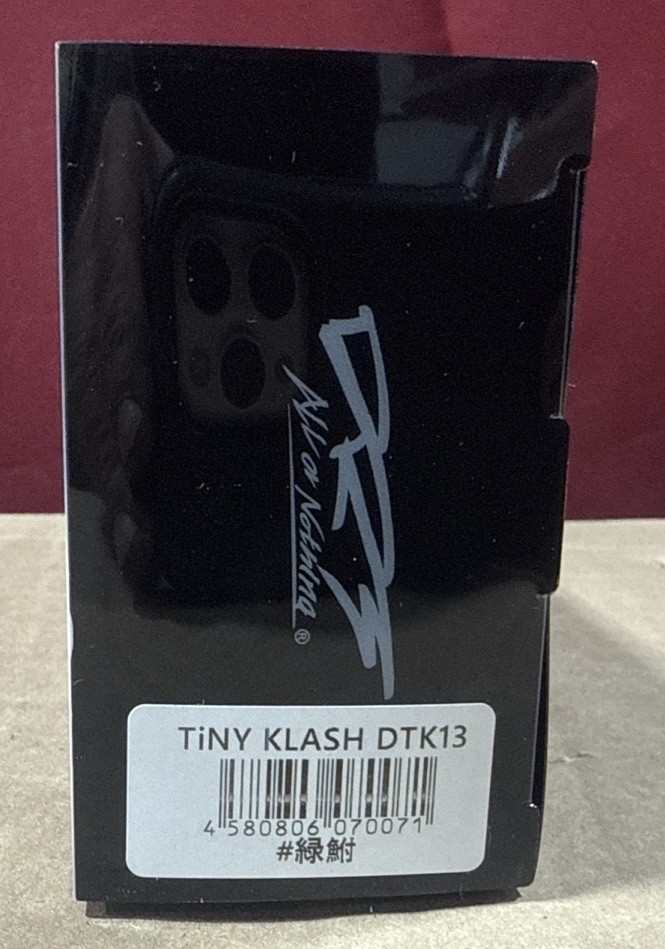 DRT
All or Nothing®
TiNY KLASH DTK13
4 580806 070071
#緑鮒